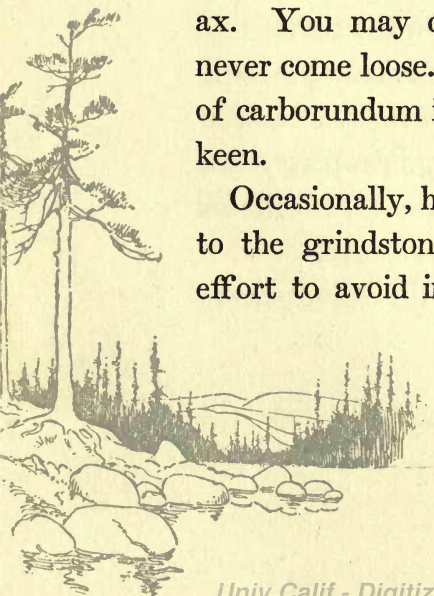 ax. You may
never come loose.
of carborundum
keen.
Occasionally,
to the grindston
effort to avoid
Univ Calif - Digitiz